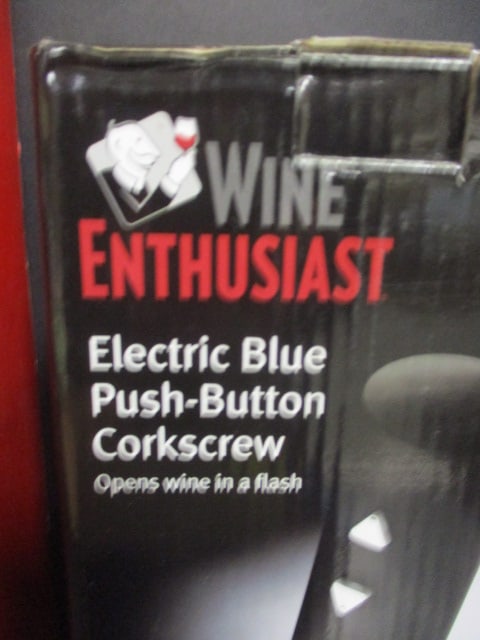 WINE
ENTHUSIAST
Electric Blue
Push-Button
Corkscrew
Opens wine in a flash